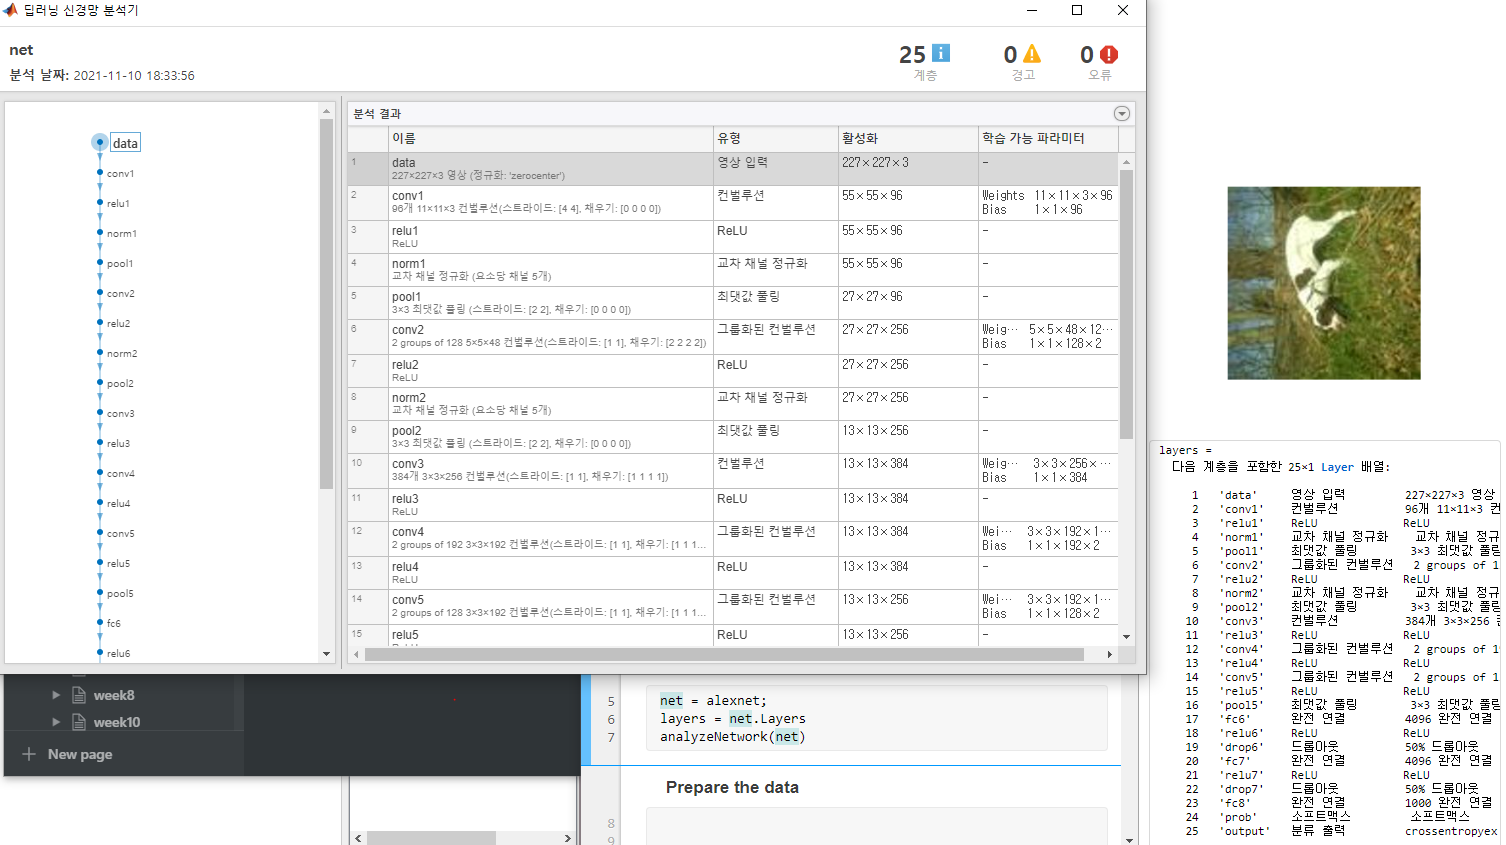 딥러닝 신경망 분석기
net
분석 날짜: 2021-11-10 18:33:56
25 i
계층
0
경고
0
오류
data
conv1
relu1
norm1
pool1
conv2
relu2
norm2
pool2
conv3
relu3
conv4
relu4
conv5
relu5
pool5
fc6
relu6
분석 결과
이름 유형 활성화 학습 가능 파라미터
1 data 영상 입력 227×227×3 -
227×227×3 영상 (정규화: 'zerocenter')
2 conv1 컨벌루션 55×55×96 Weights 11×11×3×96
96개 11×11×3 컨벌루션(스트라이드: [4 4], 채우기: [0 0 0 0]) Bias 1×1×96
3 relu1 ReLU 55×55×96 -
ReLU
4 norm1 교차 채널 정규화 55×55×96 -
교차 채널 정규화 (요소당 채널 5개)
5 pool1 최댓값 풀링 27×27×96 -
3×3 최댓값 풀링 (스트라이드: [2 2], 채우기: [0 0 0 0])
6 conv2 그룹화된 컨벌루션 27×27×256 Weig… 5×5×48×12…
2 groups of 128 5×5×48 컨벌루션(스트라이드: [1 1], 채우기: [2 2 2 2]) Bias 1×1×128×2
7 relu2 ReLU 27×27×256 -
ReLU
8 norm2 교차 채널 정규화 27×27×256 -
교차 채널 정규화 (요소당 채널 5개)
9 pool2 최댓값 풀링 13×13×256 -
3×3 최댓값 풀링 (스트라이드: [2 2], 채우기: [0 0 0 0])
10 conv3 컨벌루션 13×13×384 Weig… 3×3×256×…
384개 3×3×256 컨벌루션(스트라이드: [1 1], 채우기: [1 1 1 1]) Bias 1×1×384
11 relu3 ReLU 13×13×384 -
ReLU
12 conv4 그룹화된 컨벌루션 13×13×384 Wei… 3×3×192×1…
2 groups of 192 3×3×192 컨벌루션(스트라이드: [1 1], 채우기: [1 1 1… Bias 1×1×192×2
13 relu4 ReLU 13×13×384 -
ReLU
14 conv5 그룹화된 컨벌루션 13×13×256 Wei… 3×3×192×1…
2 groups of 128 3×3×192 컨벌루션(스트라이드: [1 1], 채우기: [1 1 1… Bias 1×1×128×2
15 relu5 ReLU 13×13×256 -
week8
week10
+ New page
5 net = alexnet;
6 layers = net.Layers
7 analyzeNetwork(net)
Prepare the data
8
9
layers =
다음 계층을 포함한 25×1 Layer 배열:
1 'data' 영상 입력 227×227×3 영상
2 'conv1' 컨벌루션 96개 11×11×3 컨
3 'relu1' ReLU ReLU
4 'norm1' 교차 채널 정규화 교차 채널 정규화
5 'pool1' 최댓값 풀링 3×3 최댓값 풀링
6 'conv2' 그룹화된 컨벌루션 2 groups of 1
7 'relu2' ReLU ReLU
8 'norm2' 교차 채널 정규화 교차 채널 정규화
9 'pool2' 최댓값 풀링 3×3 최댓값 풀링
10 'conv3' 컨벌루션 384개 3×3×256
11 'relu3' ReLU ReLU
12 'conv4' 그룹화된 컨벌루션 2 groups of 1
13 'relu4' ReLU ReLU
14 'conv5' 그룹화된 컨벌루션 2 groups of 1
15 'relu5' ReLU ReLU
16 'pool5' 최댓값 풀링 3×3 최댓값 풀링
17 'fc6' 완전 연결 4096 완전 연결
18 'relu6' ReLU ReLU
19 'drop6' 드롭아웃 50% 드롭아웃
20 'fc7' 완전 연결 4096 완전 연결
21 'relu7' ReLU ReLU
22 'drop7' 드롭아웃 50% 드롭아웃
23 'fc8' 완전 연결 1000 완전 연결
24 'prob' 소프트맥스 소프트맥스
25 'output' 분류 출력 crossentropyex